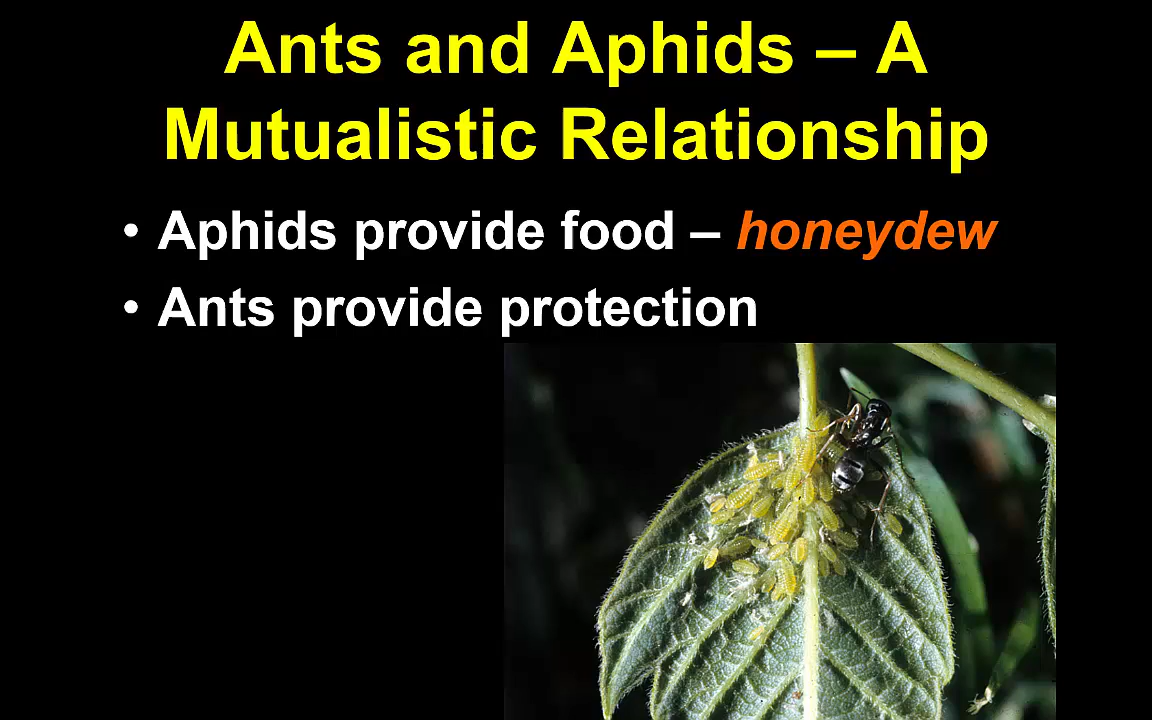 Ants and Aphids – A
Mutualistic Relationship
• Aphids provide food – honeydew
• Ants provide protection